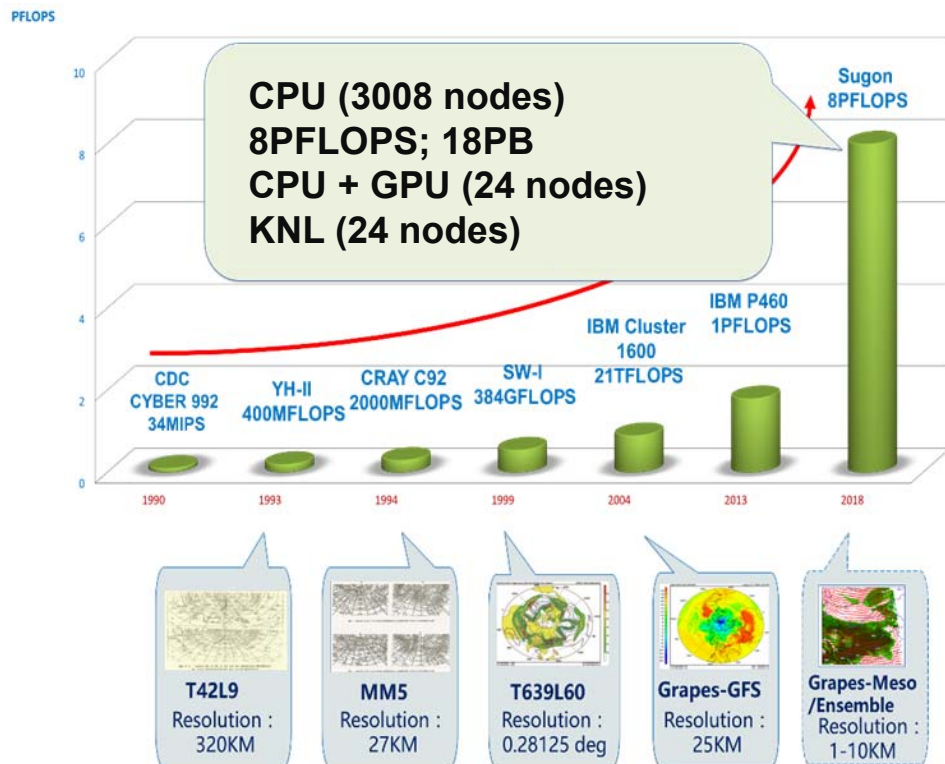 PFLOPS
10
8
6
4
2
0
CPU (3008 nodes)
8PFLOPS; 18PB
CPU + GPU (24 nodes)
KNL (24 nodes)
Sugon
8PFLOPS
IBM P460
1PFLOPS
IBM Cluster
1600
21TFLOPS
SW-I
384GFLOPS
CRAY C92
2000MFLOPS
YH-II
400MFLOPS
CDC
CYBER 992
34MIPS
1990
1993
1994
1999
2004
2013
2018
T42L9
Resolution :
320KM
MM5
Resolution :
27KM
T639L60
Resolution :
0.28125 deg
Grapes-GFS
Resolution :
25KM
Grapes-Meso
/Ensemble
Resolution :
1-10KM